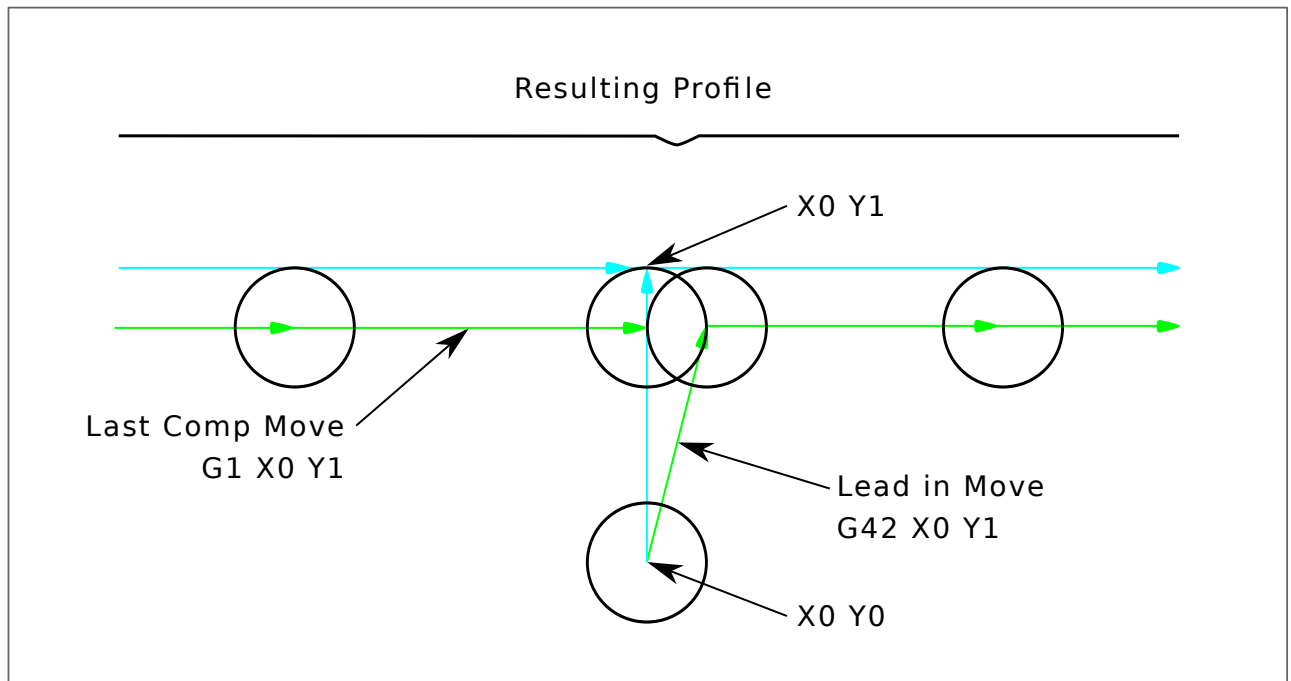 Resulting Profile
X0 Y1
Last Comp Move
G1 X0 Y1
Lead in Move
G42 X0 Y1
X0 Y0